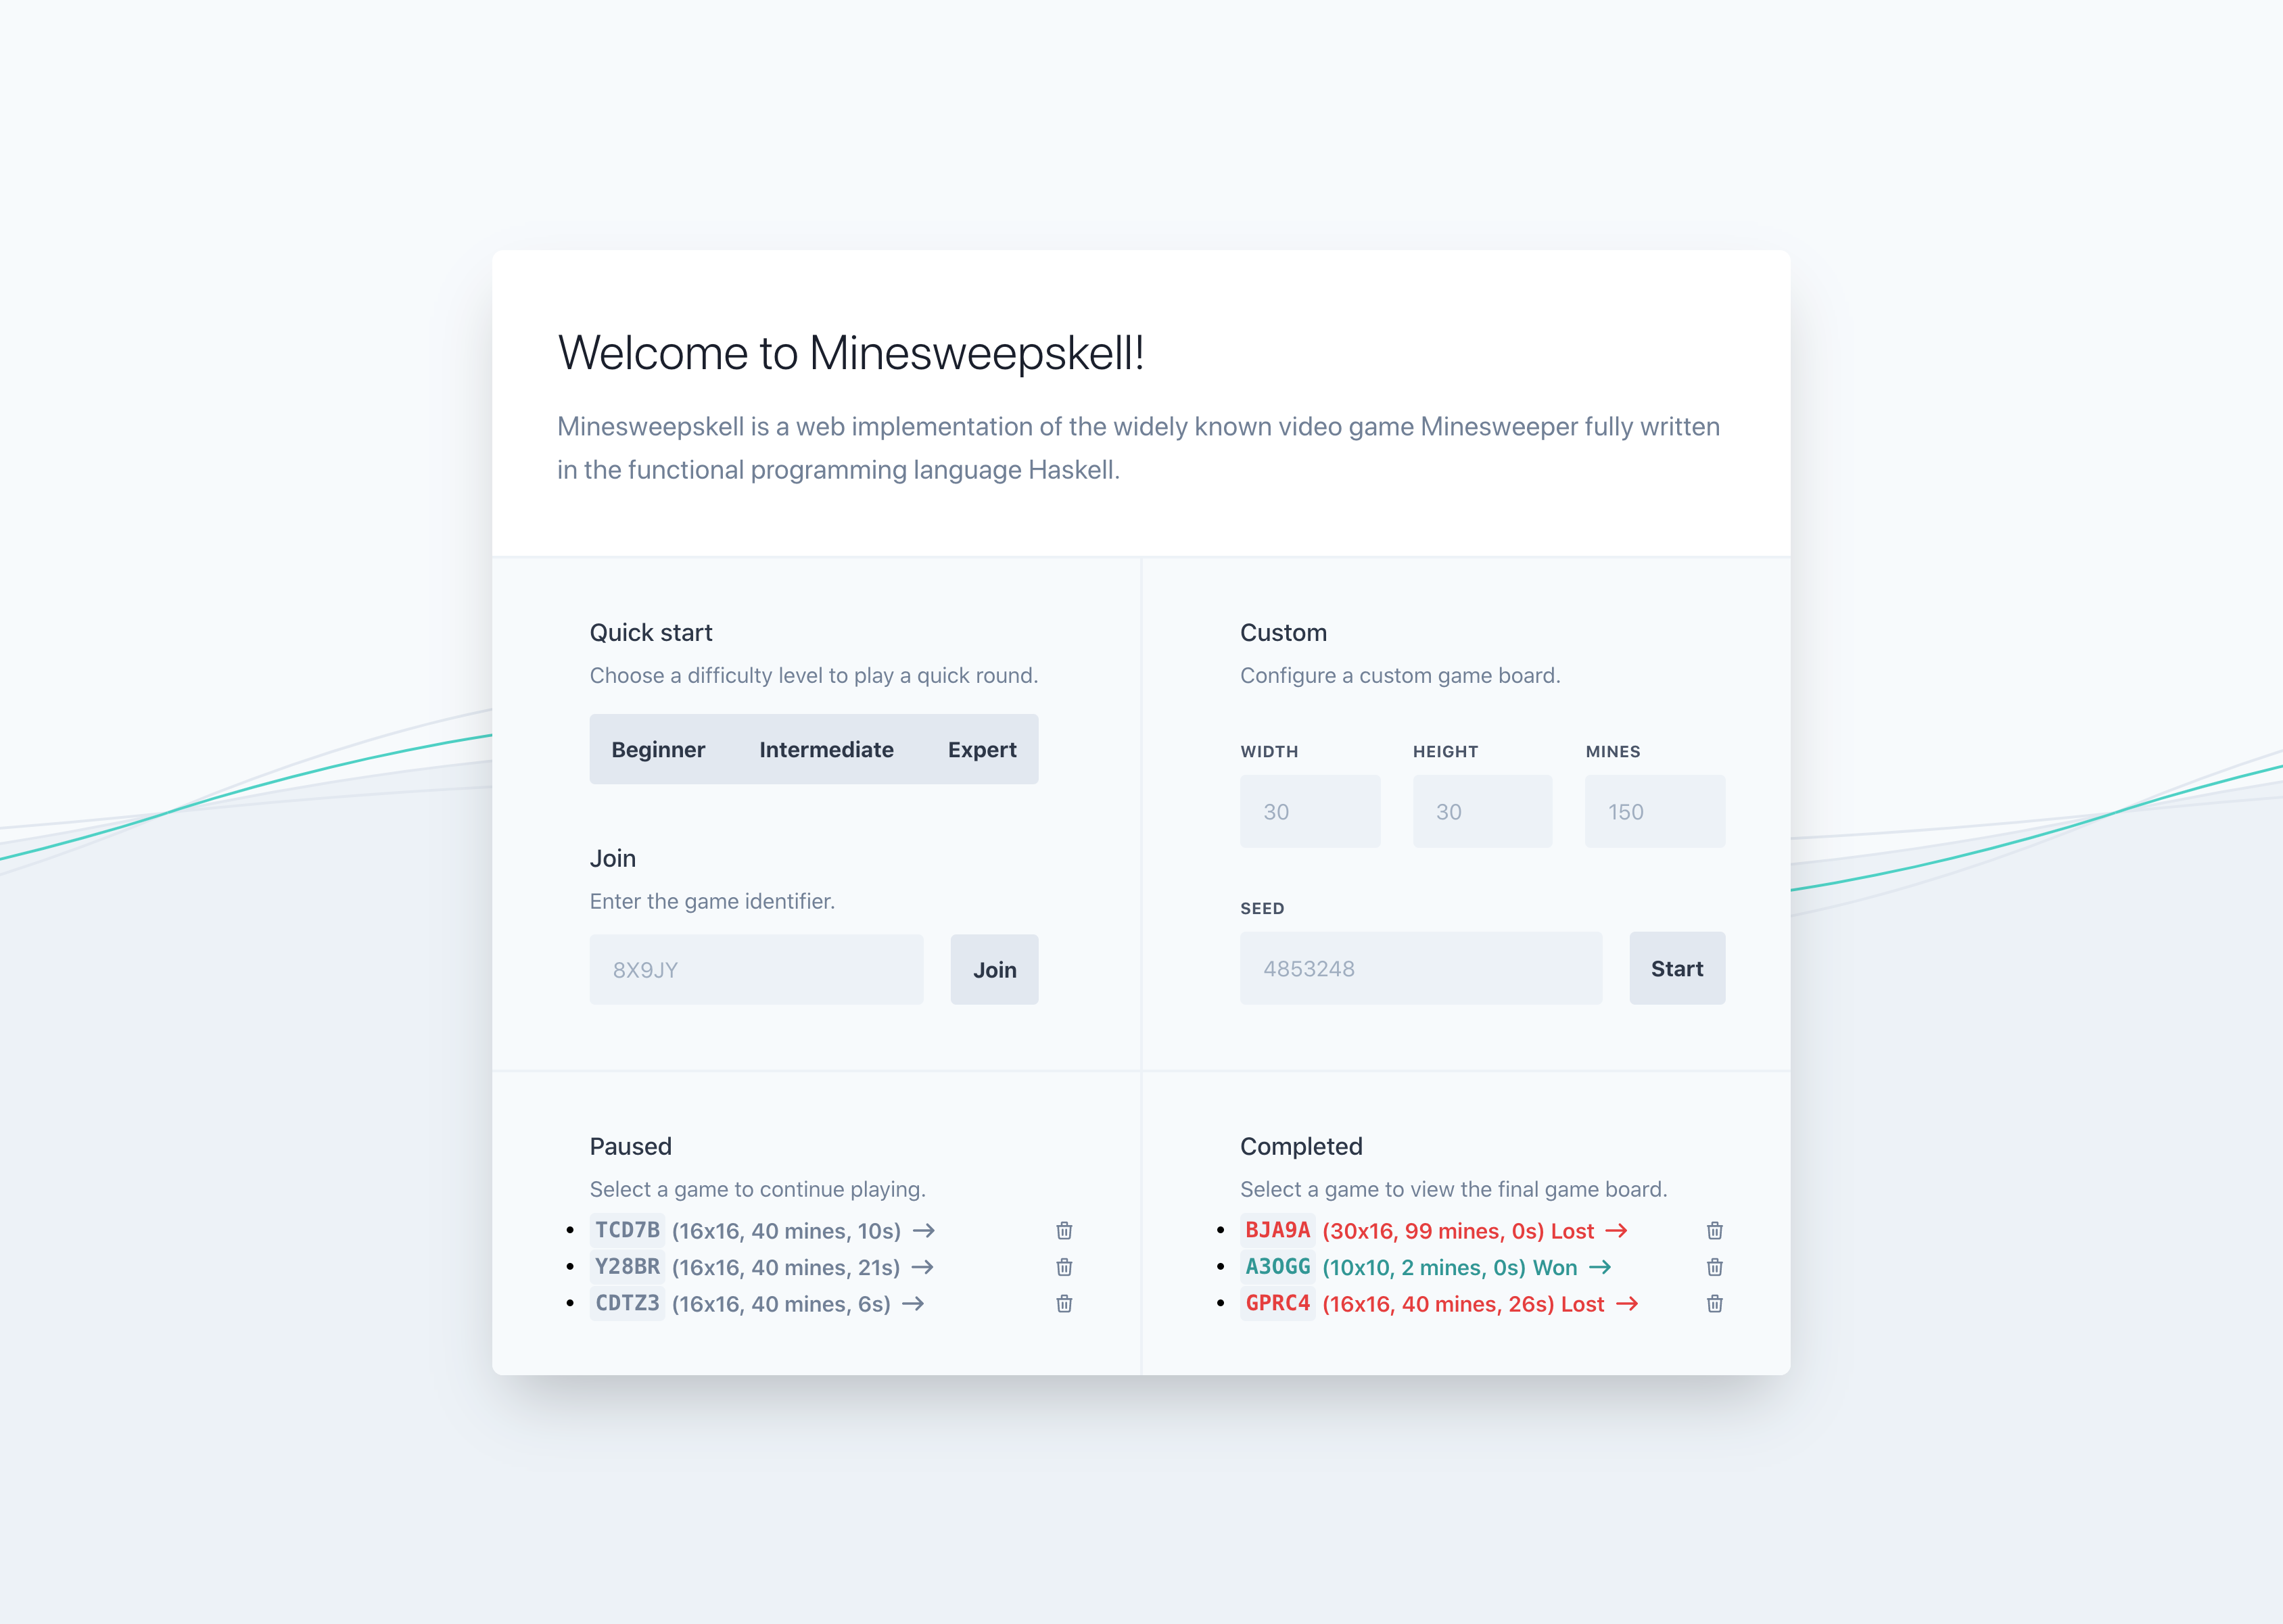 Welcome to Minesweepskell!
Minesweepskell is a web implementation of the widely known video game Minesweeper fully written
in the functional programming language Haskell.
Quick start
Choose a difficulty level to play a quick round.
Beginner Intermediate Expert
Join
Enter the game identifier.
8X9JY Join
Custom
Configure a custom game board.
WIDTH HEIGHT MINES
30 30 150
SEED
4853248 Start
Paused
Select a game to continue playing.
• TCD7B (16x16, 40 mines, 10s) →
• Y28BR (16x16, 40 mines, 21s) →
• CDTZ3 (16x16, 40 mines, 6s) →
Completed
Select a game to view the final game board.
• BJA9A (30x16, 99 mines, 0s) Lost →
• A3OGG (10x10, 2 mines, 0s) Won →
• GPRC4 (16x16, 40 mines, 26s) Lost →